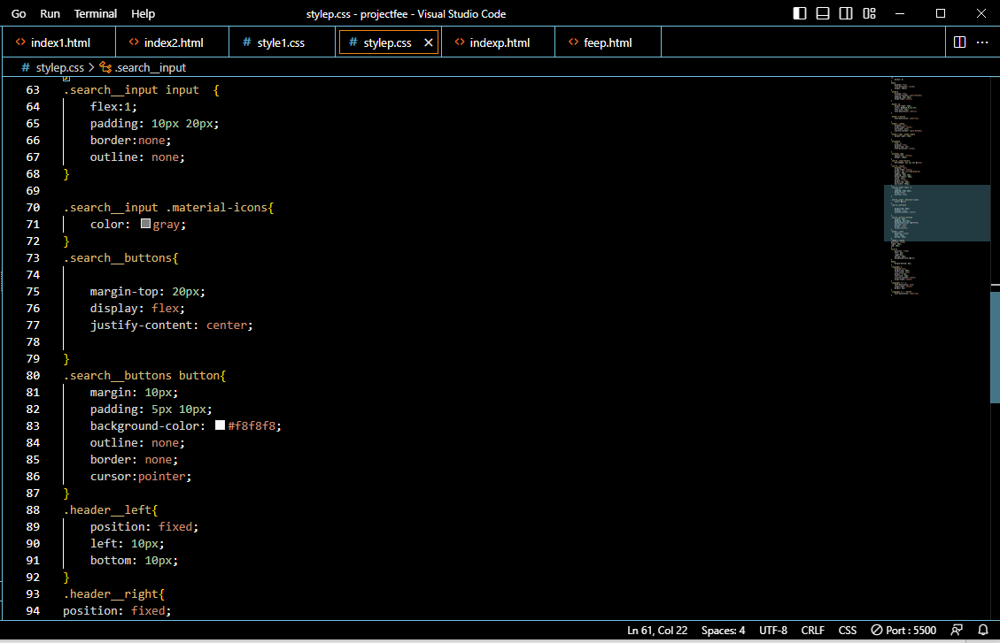 Go Run Terminal Help stylep.css - projectfee - Visual Studio Code
<> index1.html <> index2.html # style1.css # stylep.css <> indexp.html <> feep.html
# stylep.css > .search__input
63 .search__input input  {
64     flex:1;
65     padding: 10px 20px;
66     border:none;
67     outline: none;
68 }
69
70 .search__input .material-icons{
71     color: gray;
72 }
73 .search__buttons{
74
75     margin-top: 20px;
76     display: flex;
77     justify-content: center;
78
79 }
80 .search__buttons button{
81     margin: 10px;
82     padding: 5px 10px;
83     background-color: #f8f8f8;
84     outline: none;
85     border: none;
86     cursor:pointer;
87 }
88 .header__left{
89     position: fixed;
90     left: 10px;
91     bottom: 10px;
92 }
93 .header__right{
94 position: fixed;
Ln 61, Col 22 Spaces: 4 UTF-8 CRLF CSS Port : 5500